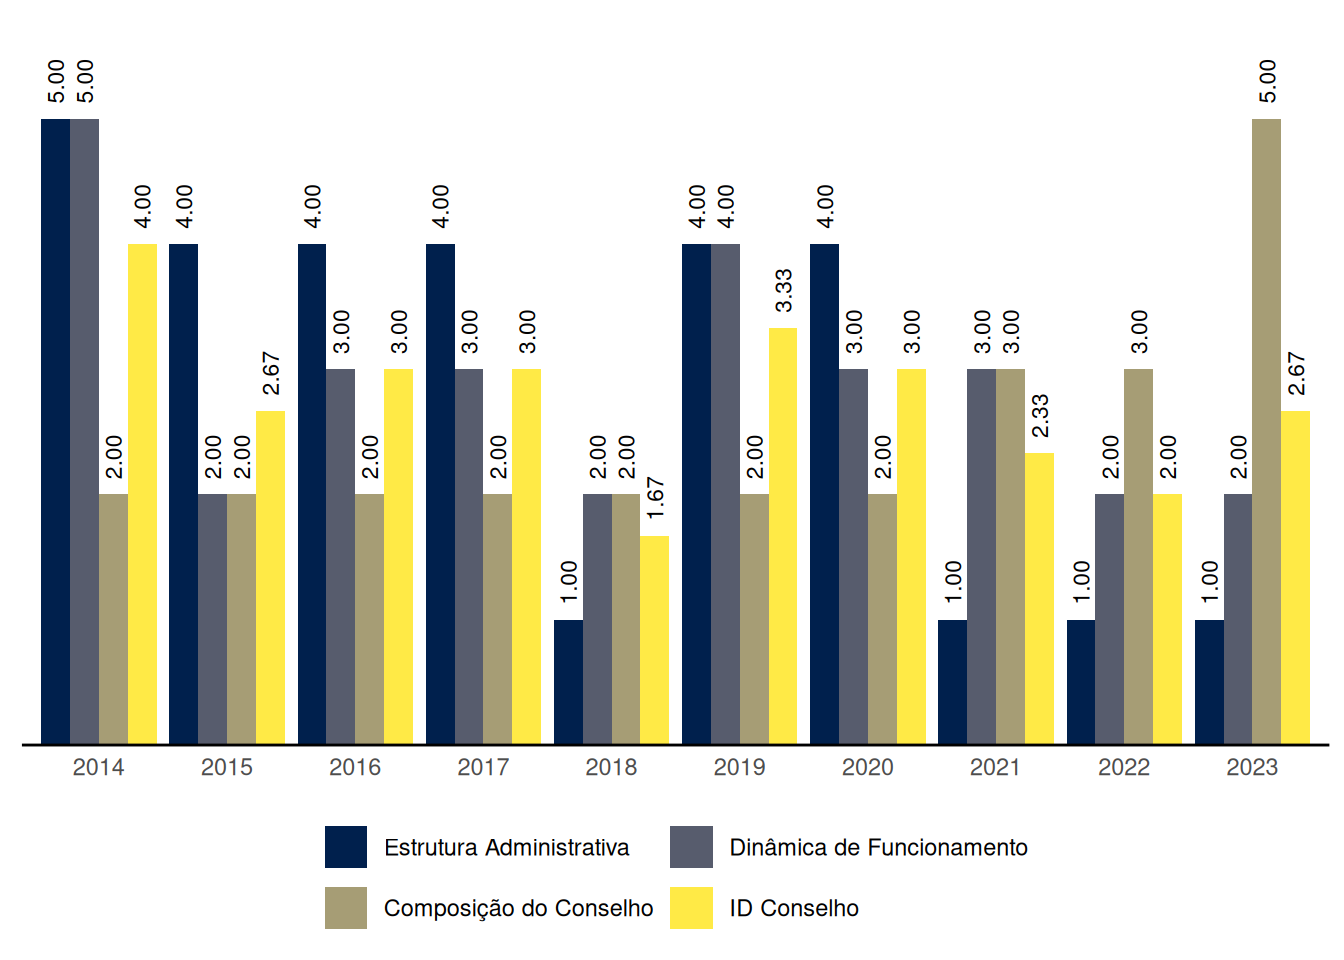 5.00 5.00 2.00 4.00
4.00 2.00 2.00 2.67
4.00 3.00 2.00 3.00
4.00 3.00 2.00 3.00
1.00 2.00 2.00 1.67
4.00 4.00 2.00 3.33
4.00 3.00 2.00 3.00
1.00 3.00 3.00 2.33
1.00 2.00 3.00 2.00
1.00 2.00 5.00 2.67
2014 2015 2016 2017 2018 2019 2020 2021 2022 2023
Estrutura Administrativa Dinâmica de Funcionamento
Composição do Conselho ID Conselho